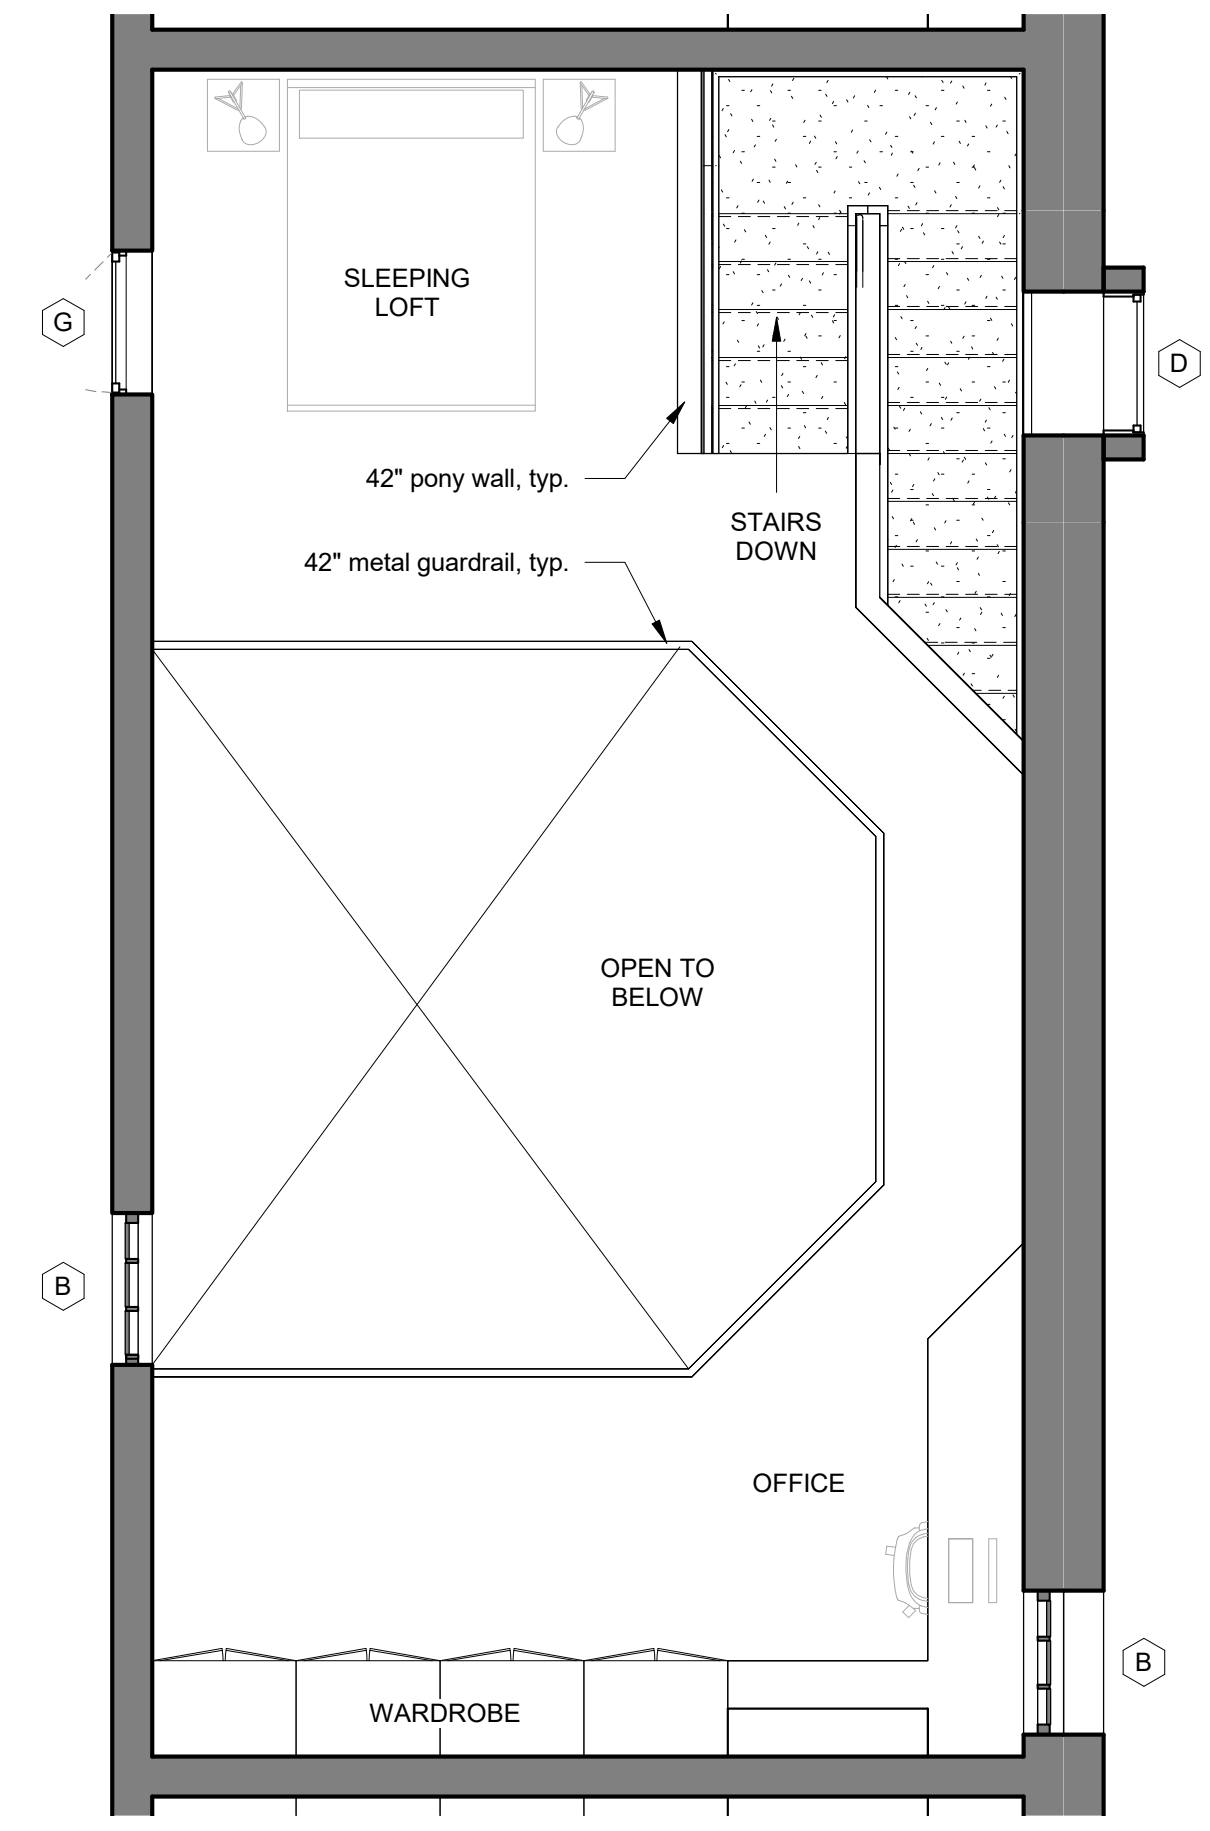 SLEEPING
LOFT
G
D
42" pony wall, typ.
STAIRS
DOWN
42" metal guardrail, typ.
OPEN TO
BELOW
B
OFFICE
B
WARDROBE